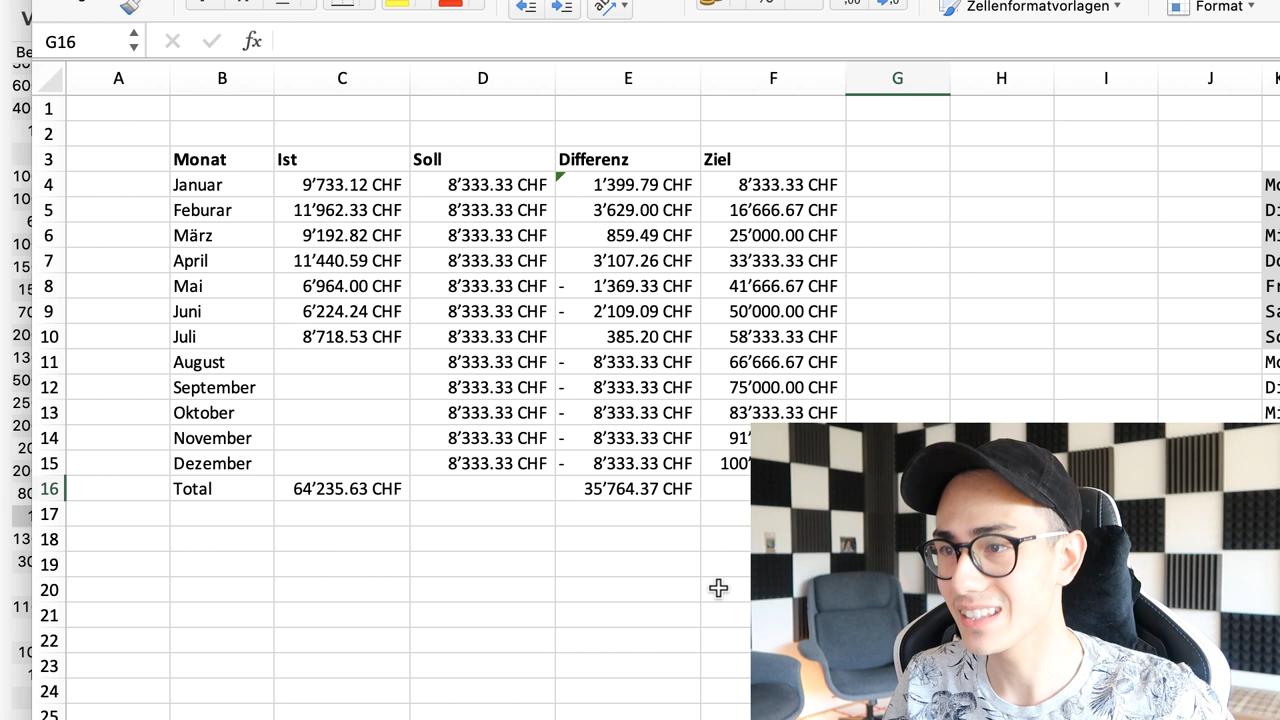 Zellenformatvorlagen
Format
G16
fx
A B C D E F G H I J
1
2
3 Monat Ist Soll Differenz Ziel
4 Januar 9’733.12 CHF 8’333.33 CHF 1’399.79 CHF 8’333.33 CHF
5 Feburar 11’962.33 CHF 8’333.33 CHF 3’629.00 CHF 16’666.67 CHF
6 März 9’192.82 CHF 8’333.33 CHF 859.49 CHF 25’000.00 CHF
7 April 11’440.59 CHF 8’333.33 CHF 3’107.26 CHF 33’333.33 CHF
8 Mai 6’964.00 CHF 8’333.33 CHF - 1’369.33 CHF 41’666.67 CHF
9 Juni 6’224.24 CHF 8’333.33 CHF - 2’109.09 CHF 50’000.00 CHF
10 Juli 8’718.53 CHF 8’333.33 CHF 385.20 CHF 58’333.33 CHF
11 August 8’333.33 CHF - 8’333.33 CHF 66’666.67 CHF
12 September 8’333.33 CHF - 8’333.33 CHF 75’000.00 CHF
13 Oktober 8’333.33 CHF - 8’333.33 CHF 83’333.33 CHF
14 November 8’333.33 CHF - 8’333.33 CHF 91’
15 Dezember 8’333.33 CHF - 8’333.33 CHF 100’
16 Total 64’235.63 CHF 35’764.37 CHF
17
18
19
20
21
22
23
24
25